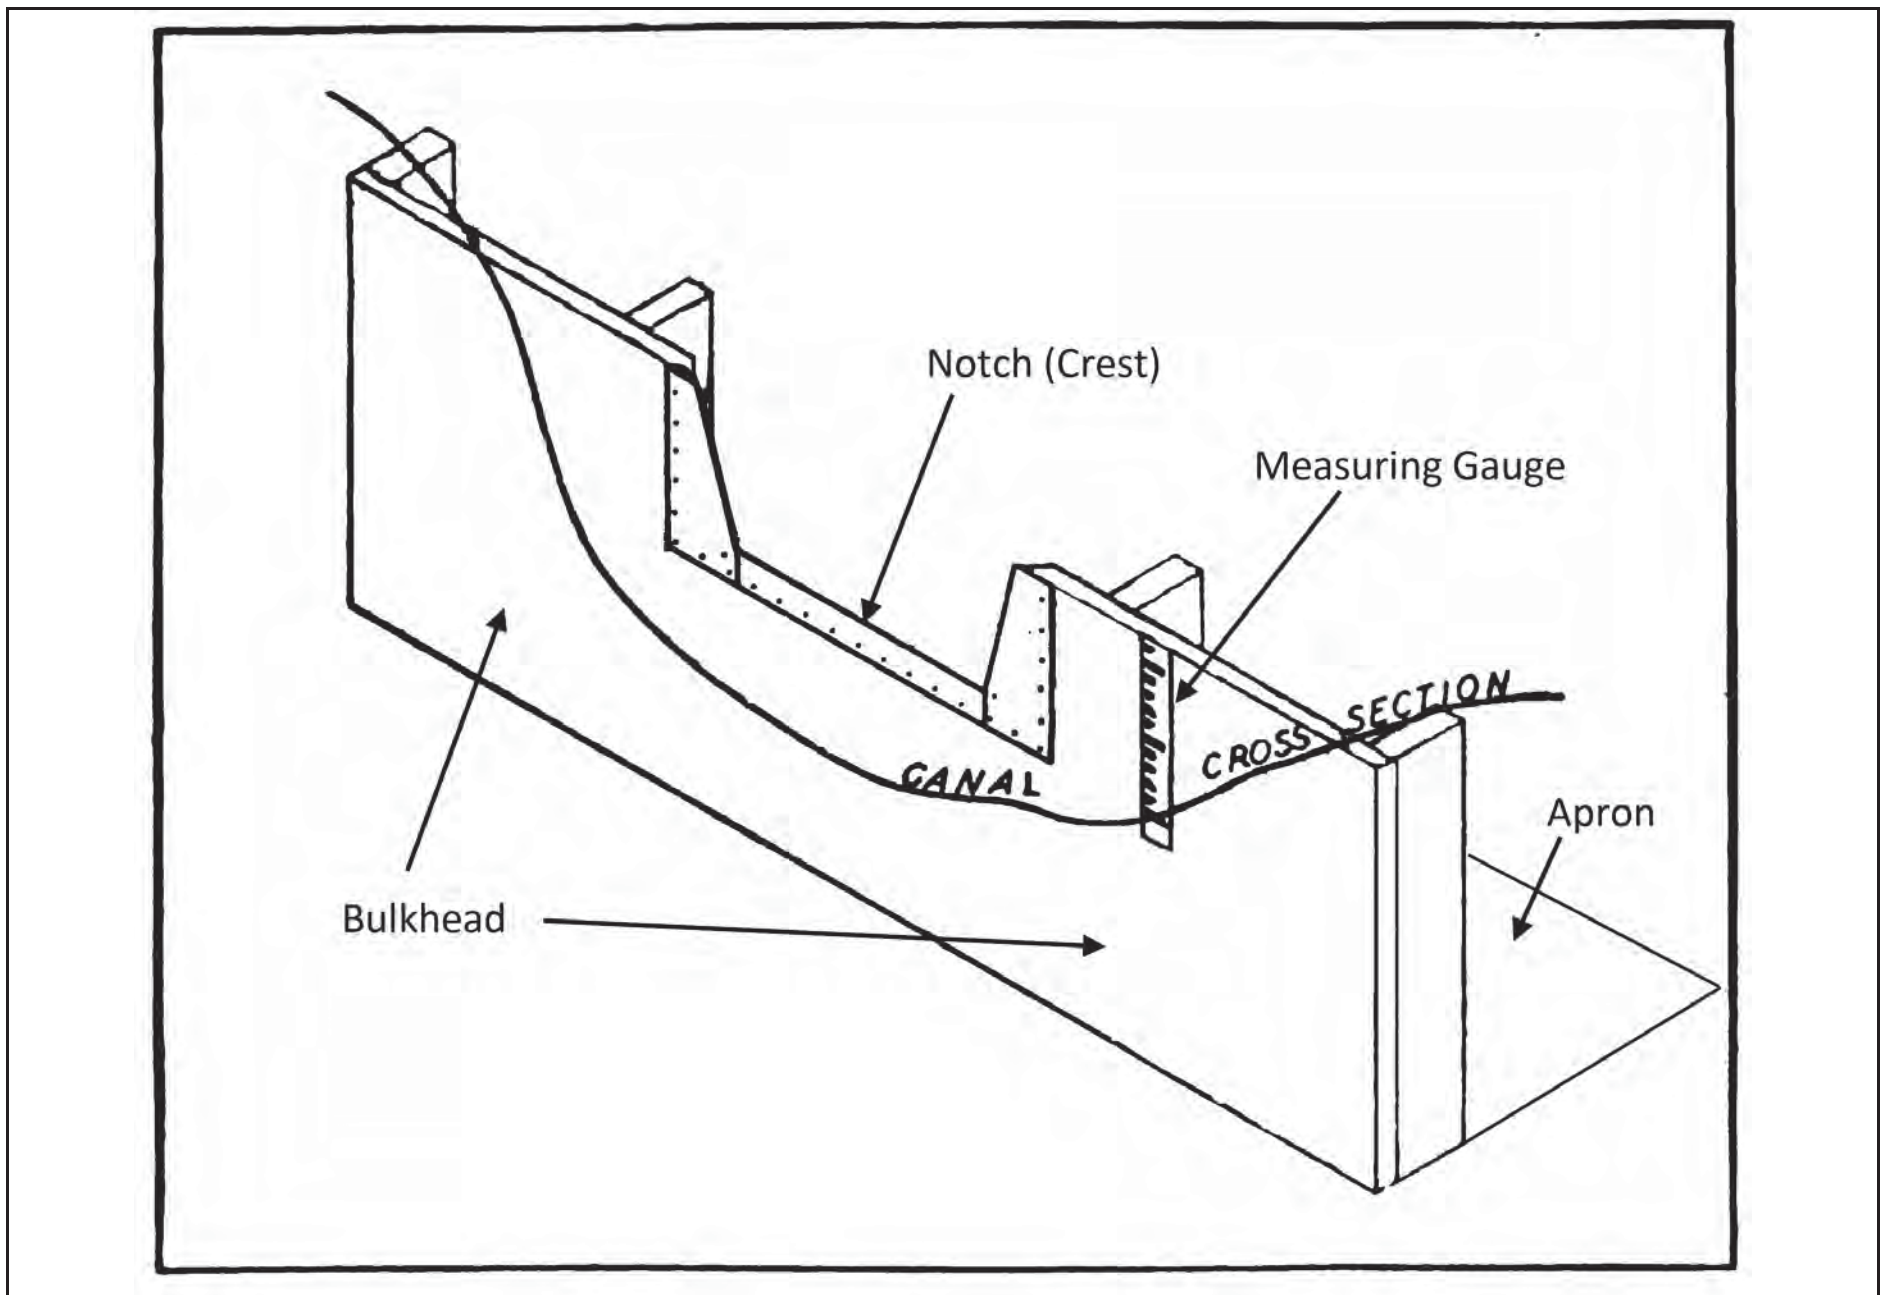 Notch (Crest)
Measuring Gauge
CANAL CROSS SECTION
Apron
Bulkhead